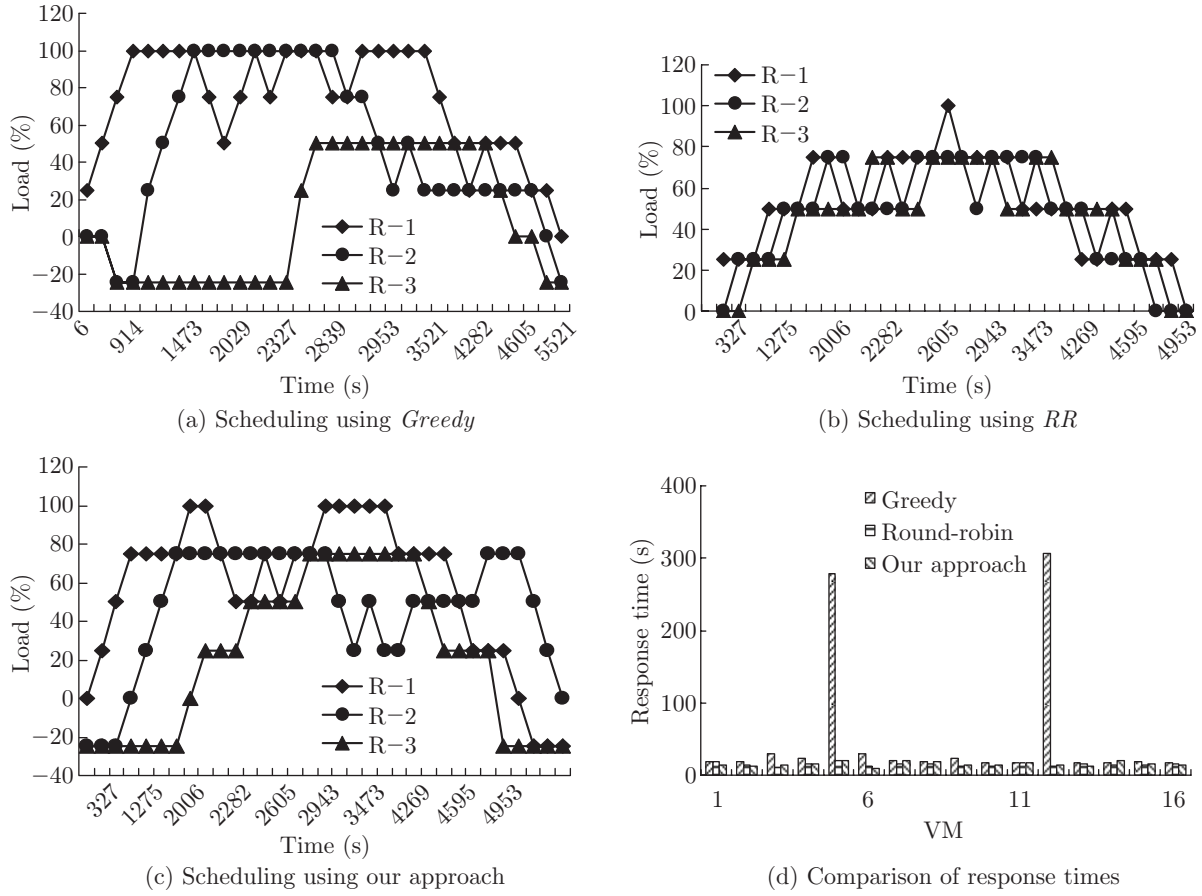 120
100
80
60
40
20
0
−20
−40
Load (%)
R−1
R−2
R−3
6
914
1473
2029
2327
2839
2953
3521
4282
4605
5521
Time (s)
(a) Scheduling using Greedy
120
100
80
60
40
20
0
Load (%)
R−1
R−2
R−3
327
1275
2006
2282
2605
2943
3473
4269
4595
4953
Time (s)
(b) Scheduling using RR
120
100
80
60
40
20
0
−20
−40
Load (%)
R−1
R−2
R−3
327
1275
2006
2282
2605
2943
3473
4269
4595
4953
Time (s)
(c) Scheduling using our approach
400
300
200
100
0
Response time (s)
Greedy
Round-robin
Our approach
1
6
11
16
VM
(d) Comparison of response times